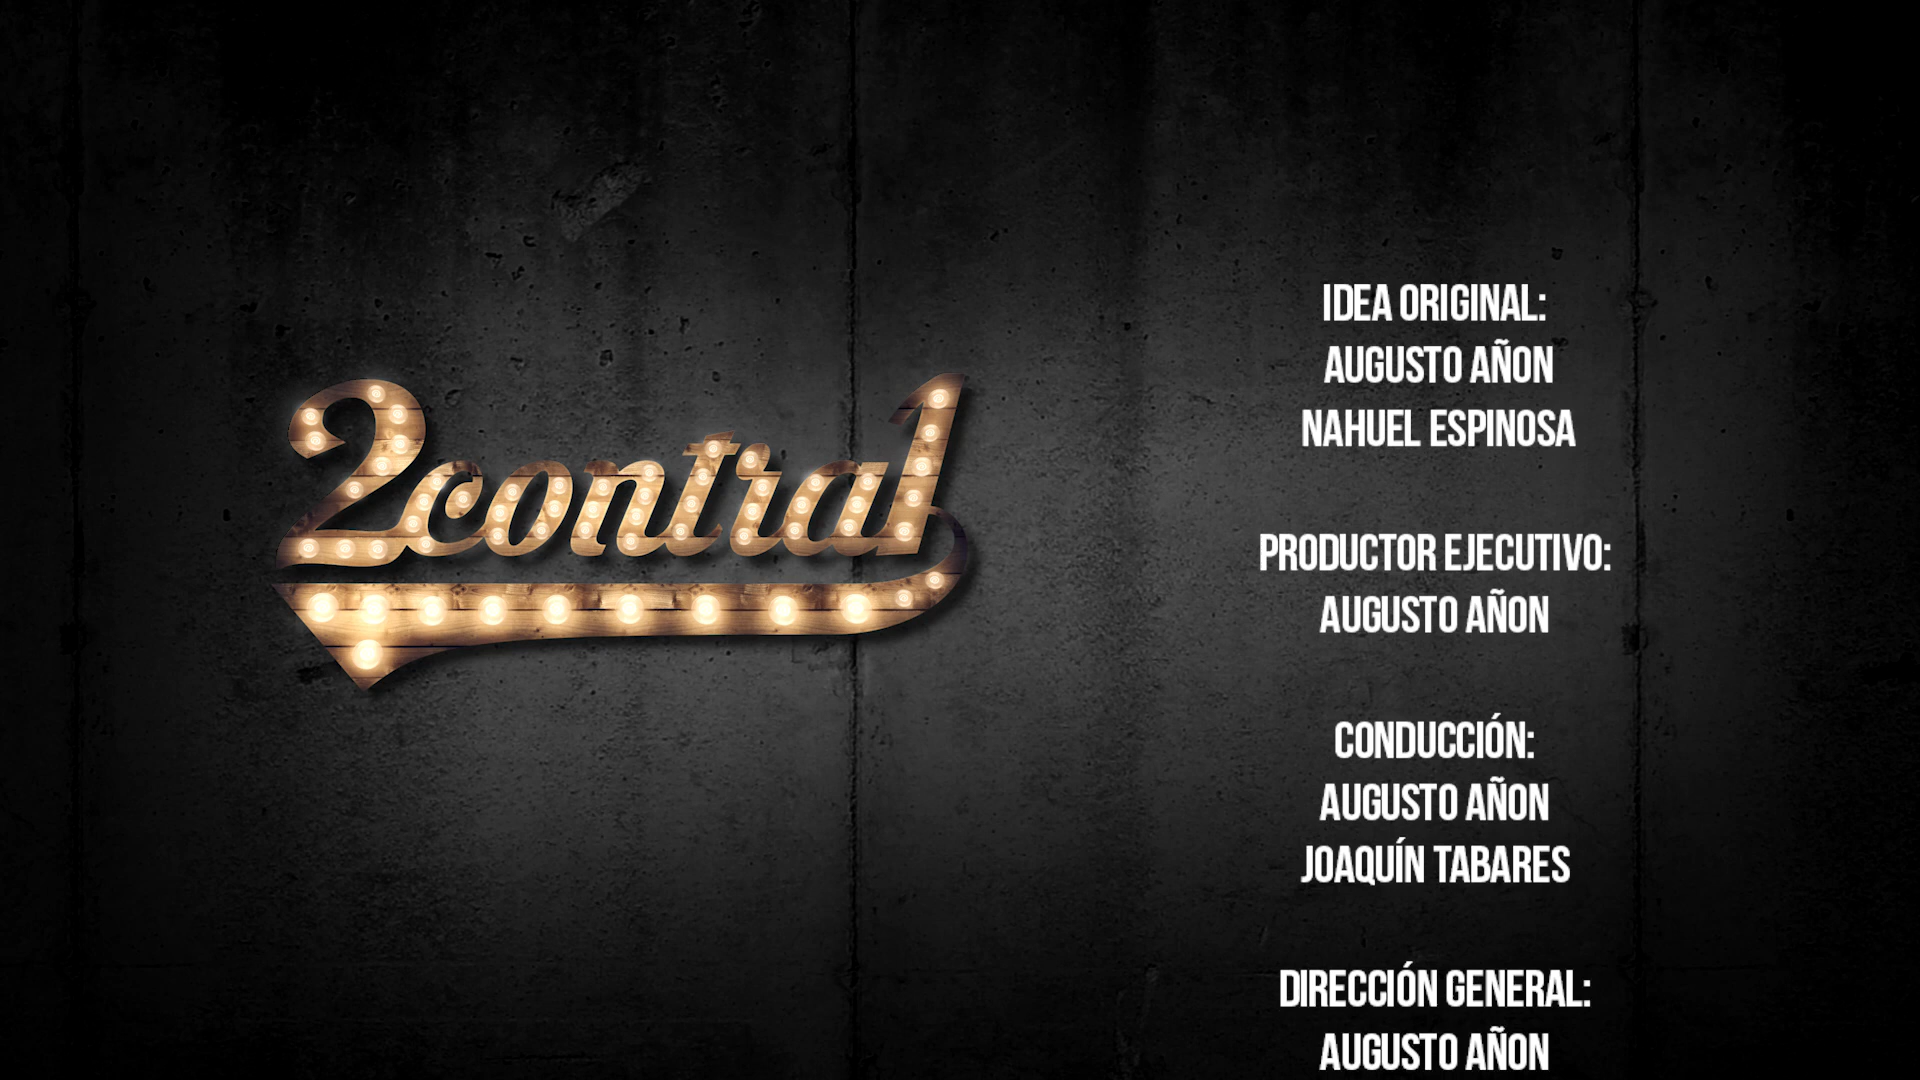 2contra1
IDEA ORIGINAL:
AUGUSTO AÑON
NAHUEL ESPINOSA
PRODUCTOR EJECUTIVO:
AUGUSTO AÑON
CONDUCCIÓN:
AUGUSTO AÑON
JOAQUÍN TABARES
DIRECCIÓN GENERAL:
AUGUSTO AÑON